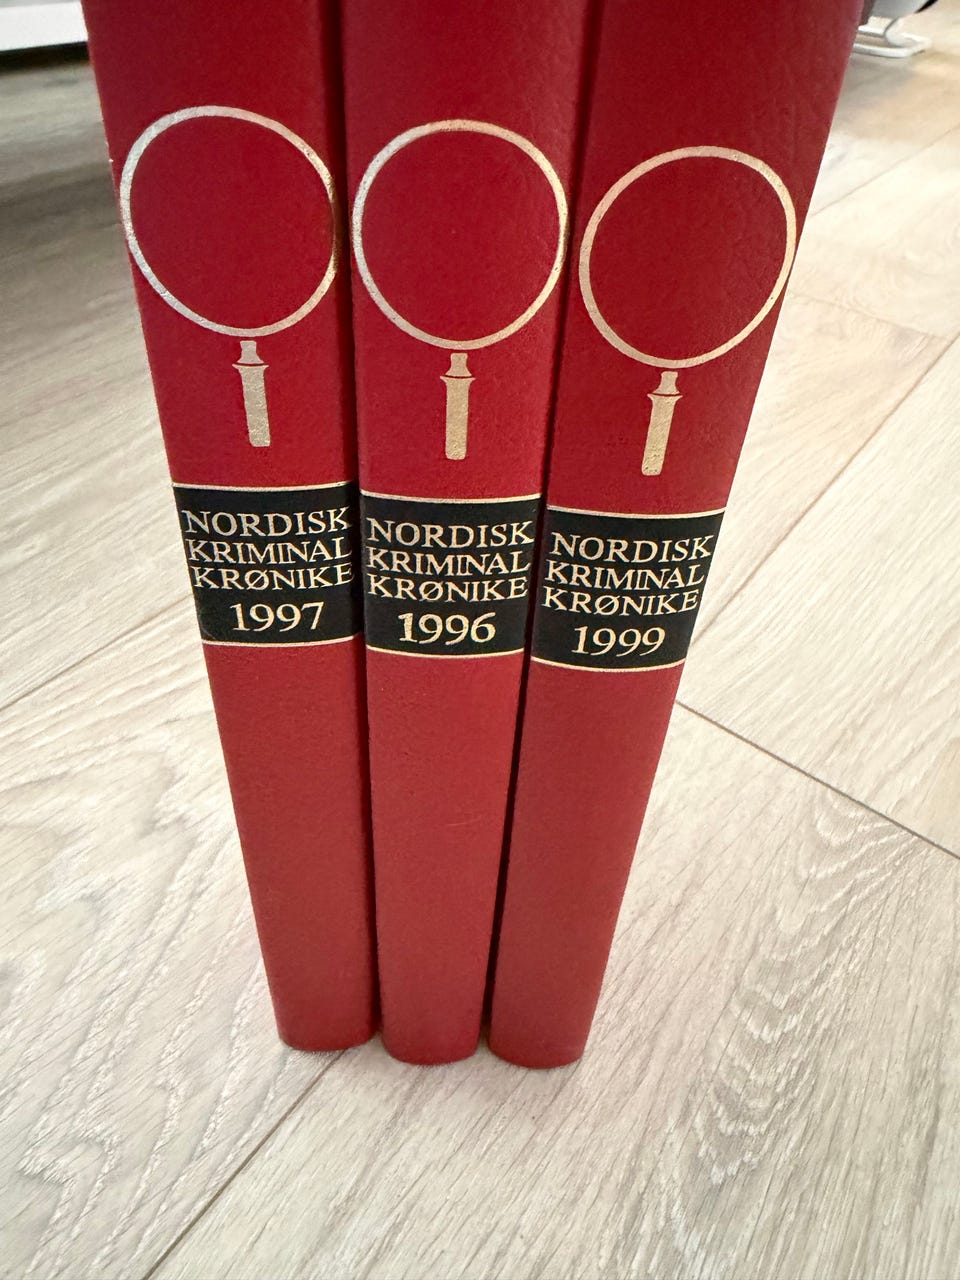 NORDISK
KRIMINAL
KRØNIKE
1997
NORDISK
KRIMINAL
KRØNIKE
1996
NORDISK
KRIMINAL
KRØNIKE
1999